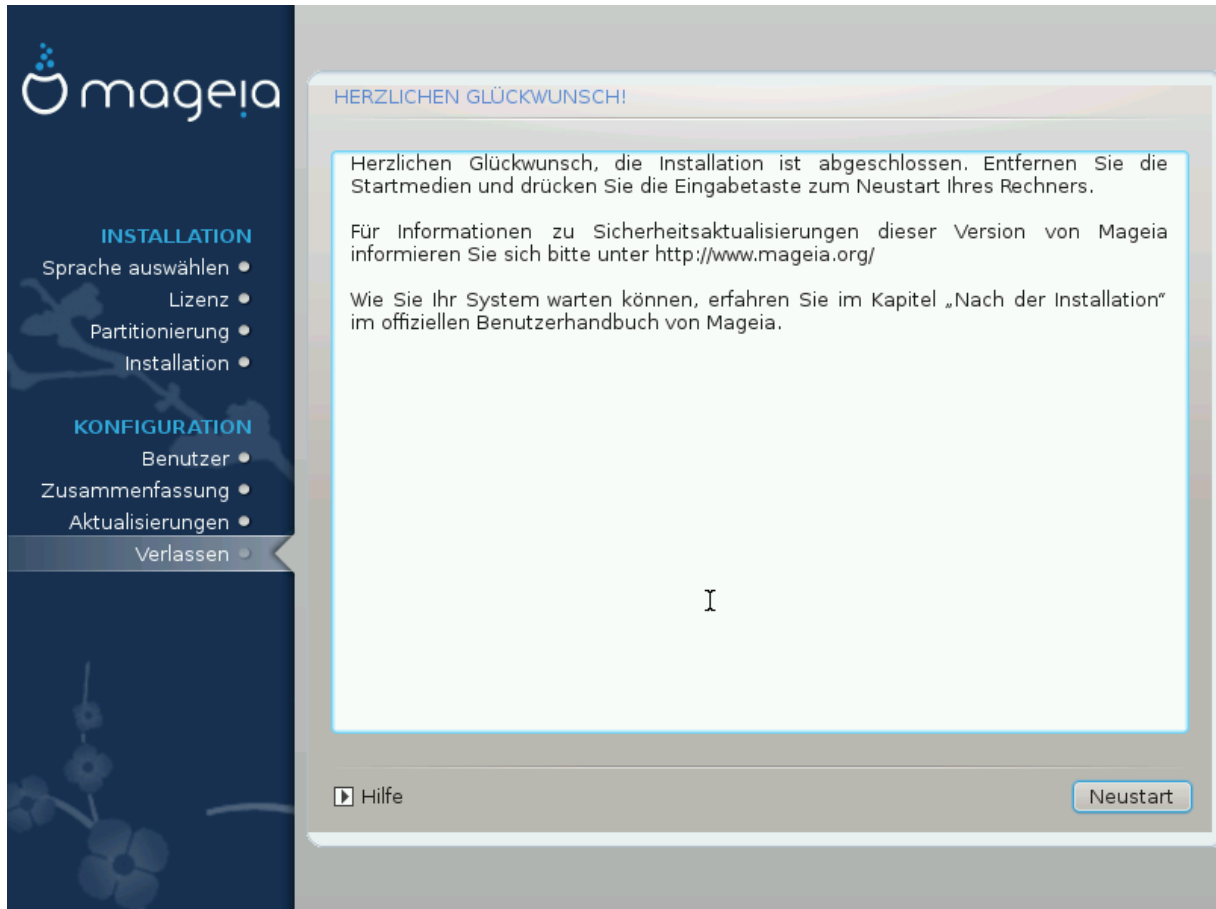 mageia
INSTALLATION
Sprache auswählen
Lizenz
Partitionierung
Installation
KONFIGURATION
Benutzer
Zusammenfassung
Aktualisierungen
Verlassen
HERZLICHEN GLÜCKWUNSCH!
Herzlichen Glückwunsch, die Installation ist abgeschlossen. Entfernen Sie die
Startmedien und drücken Sie die Eingabetaste zum Neustart Ihres Rechners.
Für Informationen zu Sicherheitsaktualisierungen dieser Version von Mageia
informieren Sie sich bitte unter http://www.mageia.org/
Wie Sie Ihr System warten können, erfahren Sie im Kapitel „Nach der Installation“
im offiziellen Benutzerhandbuch von Mageia.
Hilfe
Neustart